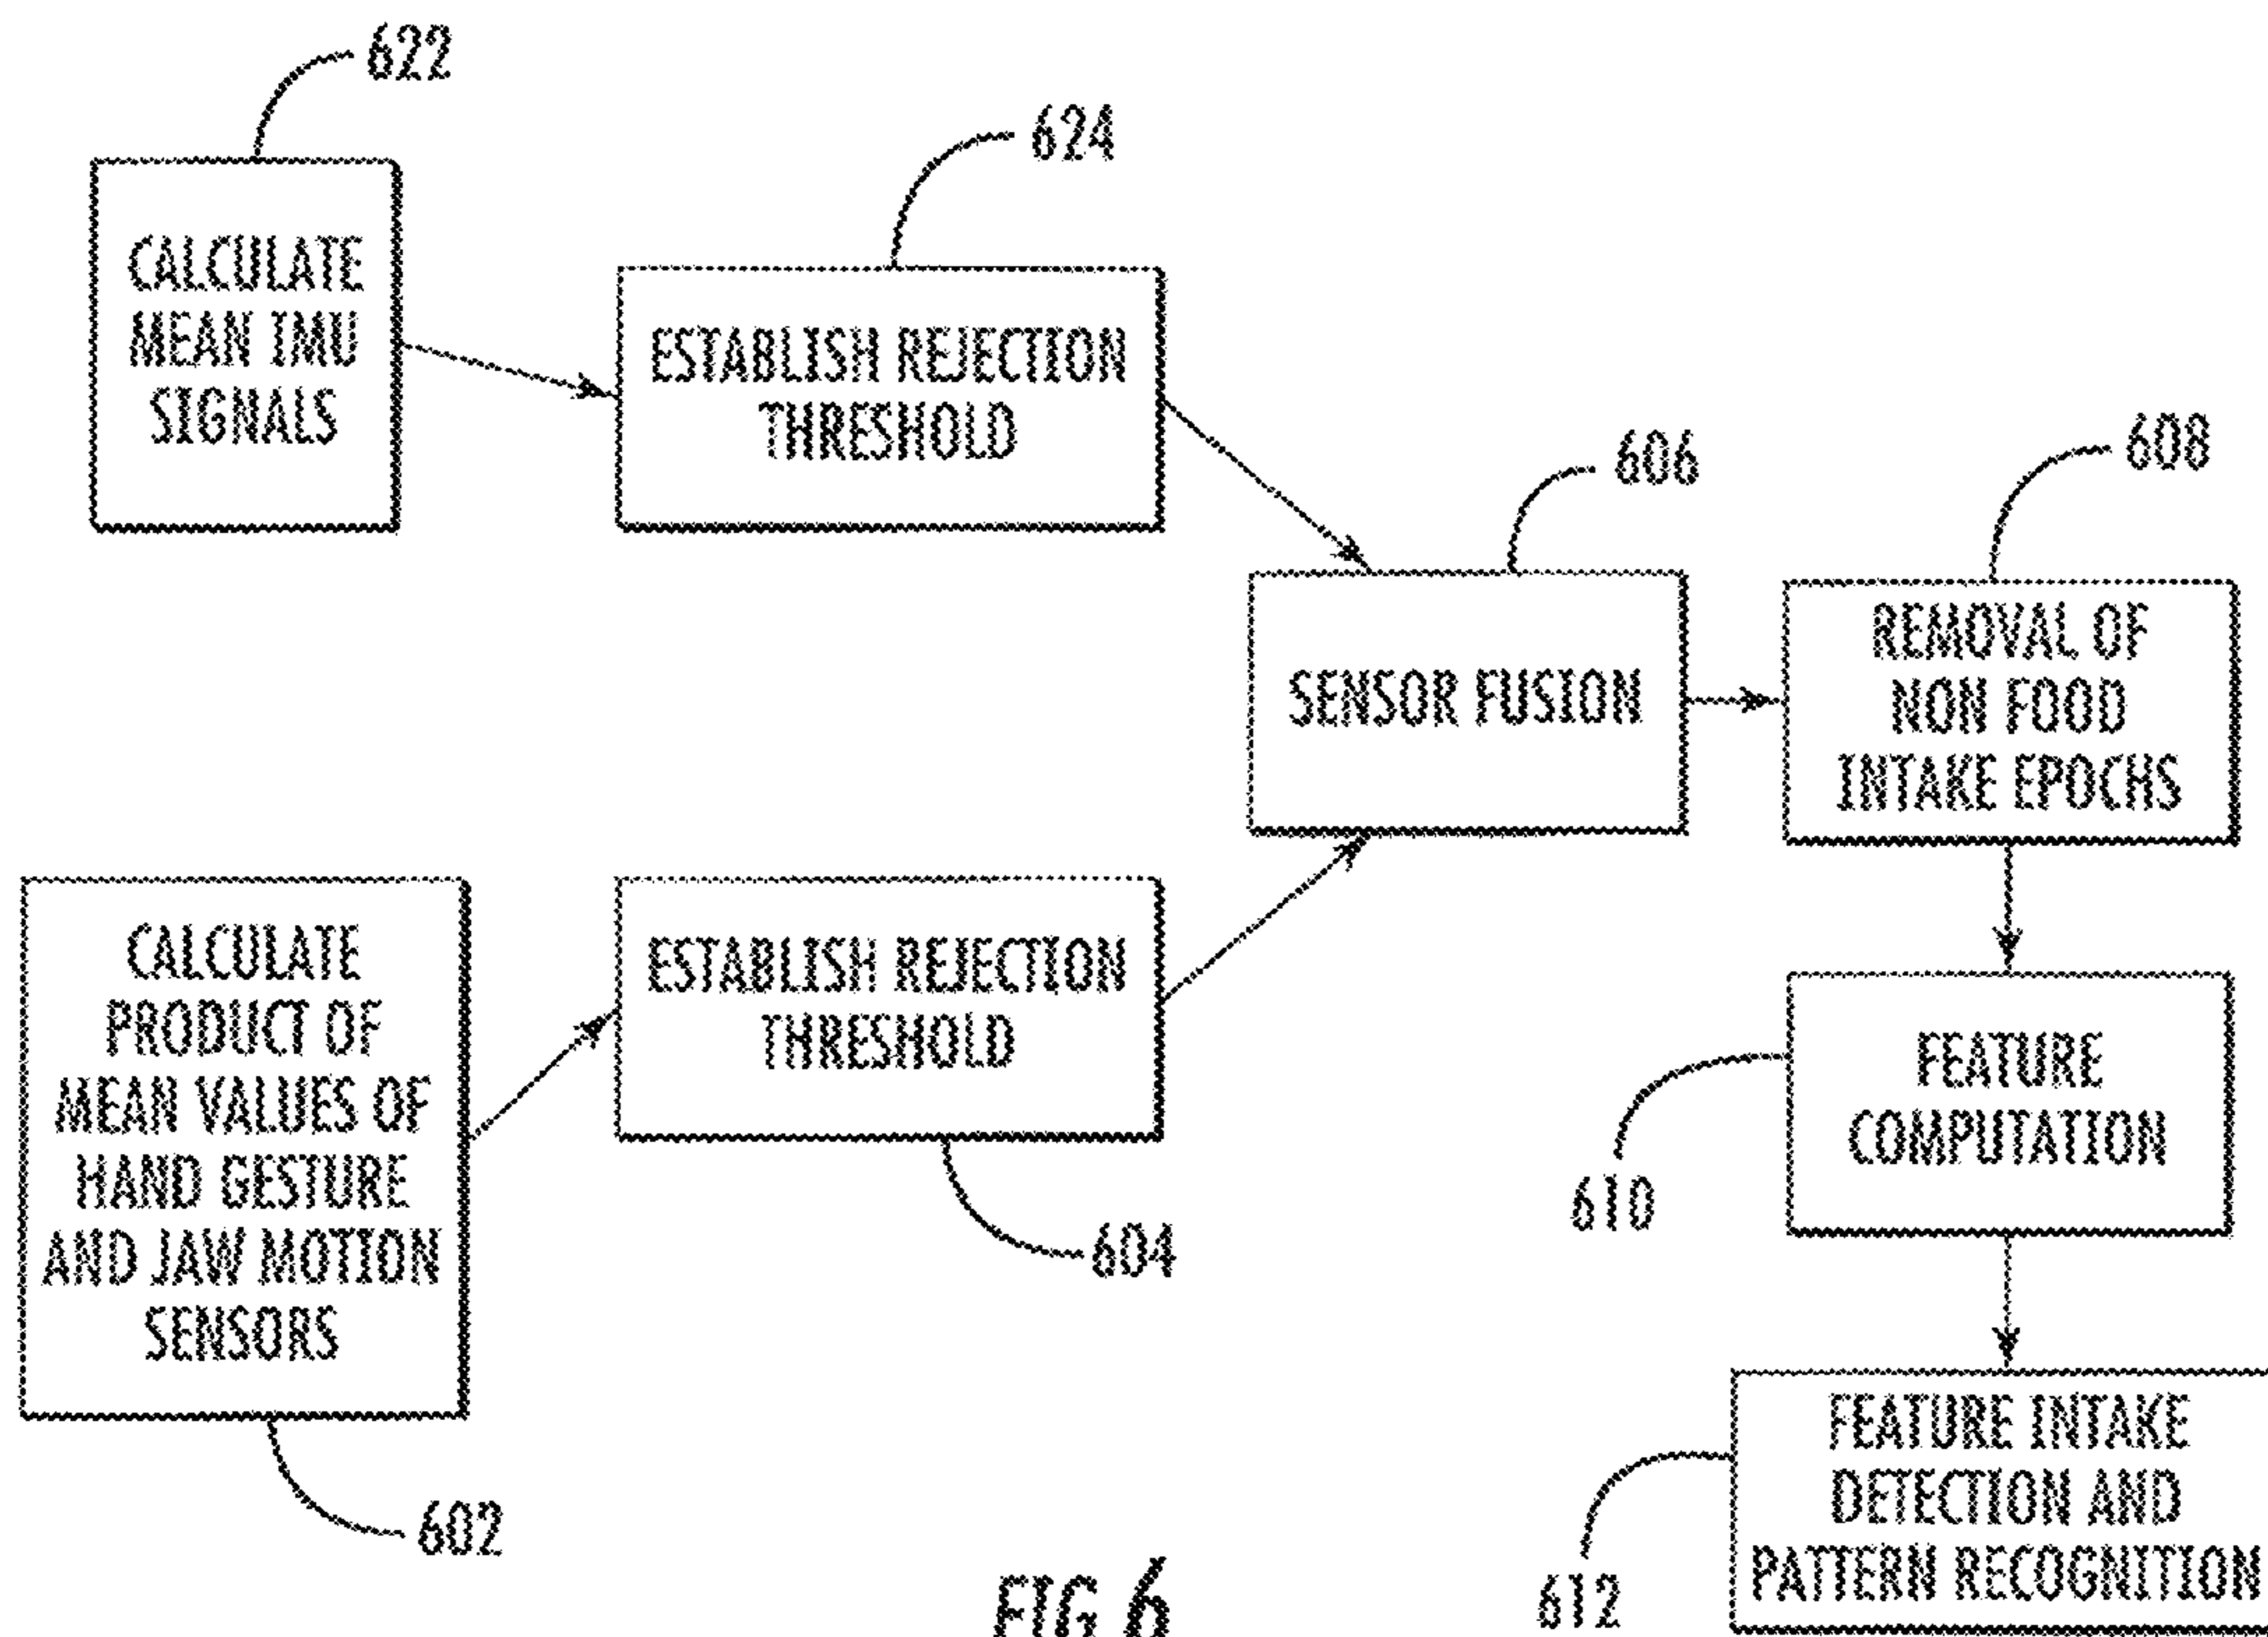 622
CALCULATE
MEAN IMU
SIGNALS
624
ESTABLISH REJECTION
THRESHOLD
606
SENSOR FUSION
608
REMOVAL OF
NON FOOD
INTAKE EPOCHS
CALCULATE
PRODUCT OF
MEAN VALUES OF
HAND GESTURE
AND JAW MOTION
SENSORS
602
ESTABLISH REJECTION
THRESHOLD
604
FEATURE
COMPUTATION
610
FEATURE INTAKE
DETECTION AND
PATTERN RECOGNITION
612
FIG 6